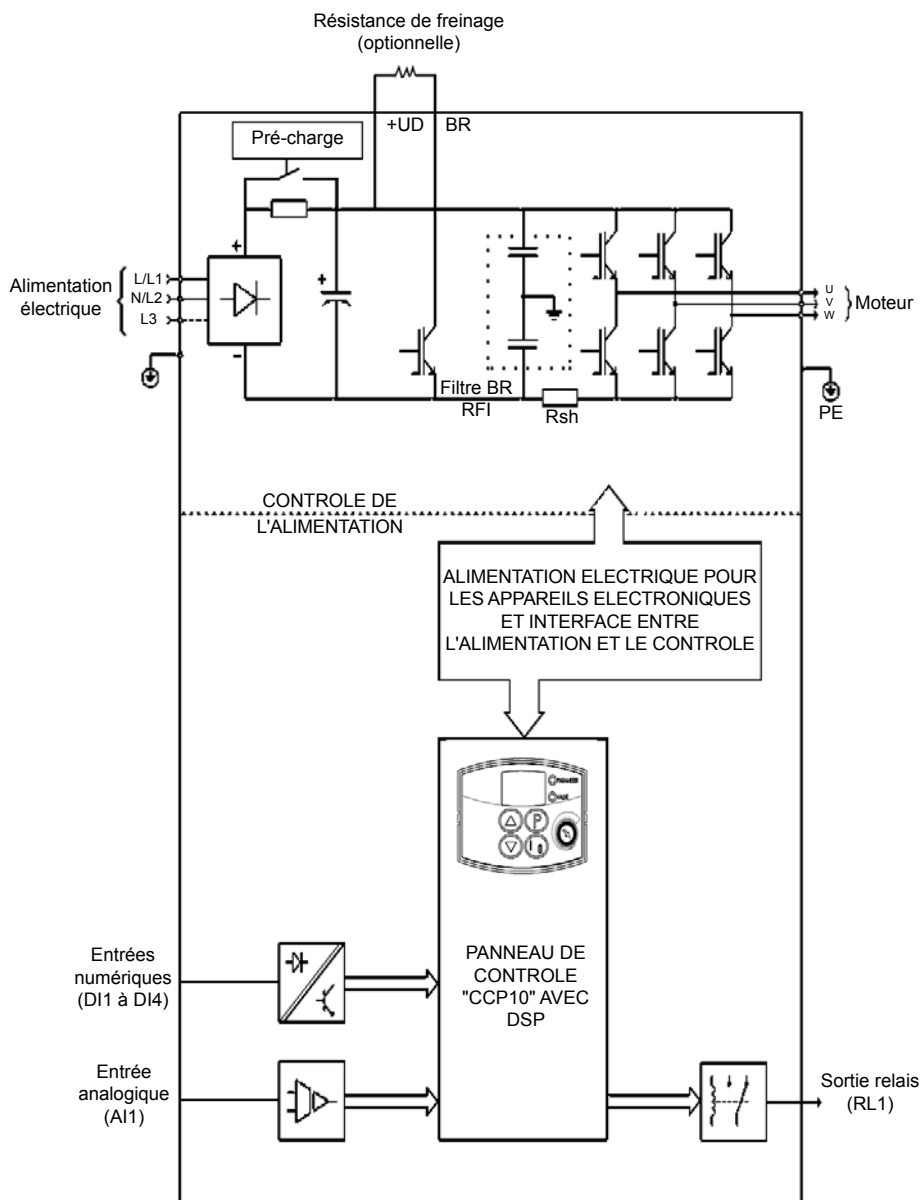 Résistance de freinage
(optionnelle)
+UD
BR
Pré-charge
Alimentation
électrique
L/L1
N/L2
L3
U
V
W
Moteur
Filtre BR
RFI
Rsh
PE
CONTROLE DE
L'ALIMENTATION
ALIMENTATION ELECTRIQUE POUR
LES APPAREILS ELECTRONIQUES
ET INTERFACE ENTRE
L'ALIMENTATION ET LE CONTROLE
P
PANNEAU DE
CONTROLE
"CCP10" AVEC
DSP
Entrées
numériques
(DI1 à DI4)
Entrée
analogique
(AI1)
Sortie relais
(RL1)